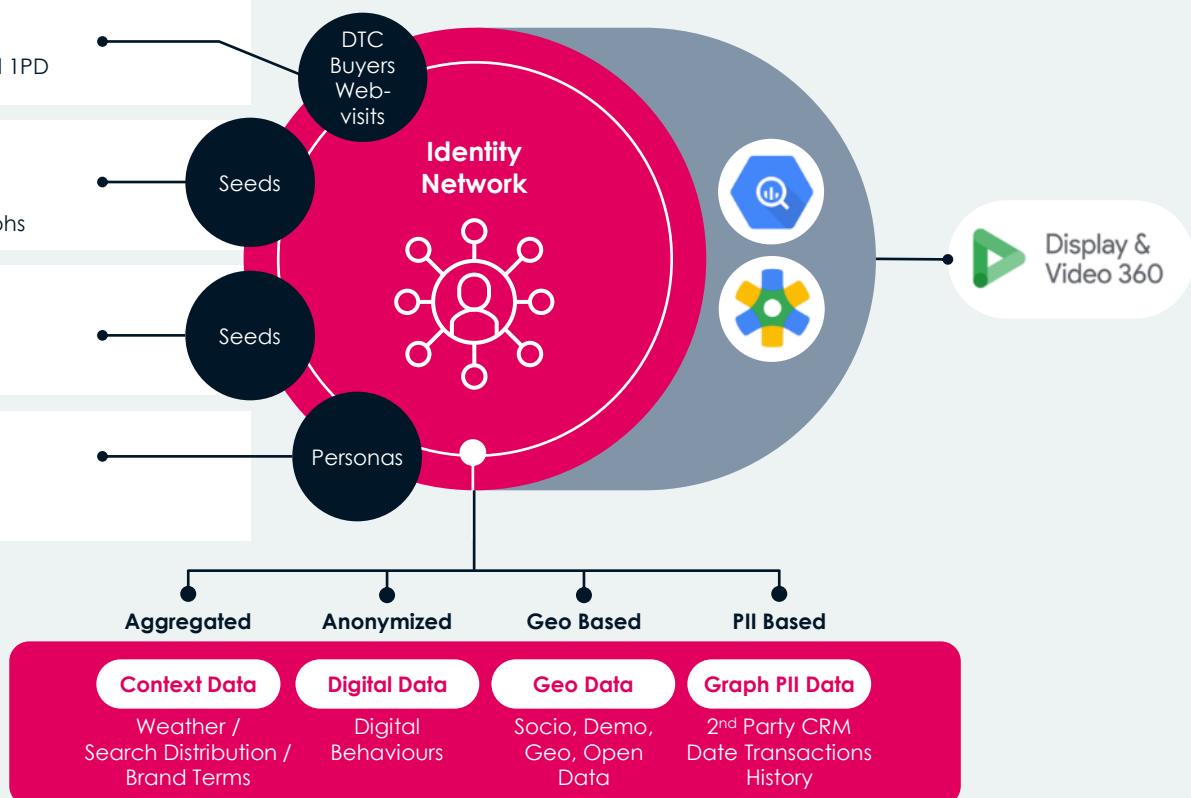 1PD
DTC
Buyers
Web-
visits
Seeds
Identity
Network
Seeds
Personas
Display &
Video 360
Aggregated
Anonymized
Geo Based
PII Based
Context Data
Weather /
Search Distribution /
Brand Terms
Digital Data
Digital
Behaviours
Geo Data
Socio, Demo,
Geo, Open
Data
Graph PII Data
2nd Party CRM
Date Transactions
History